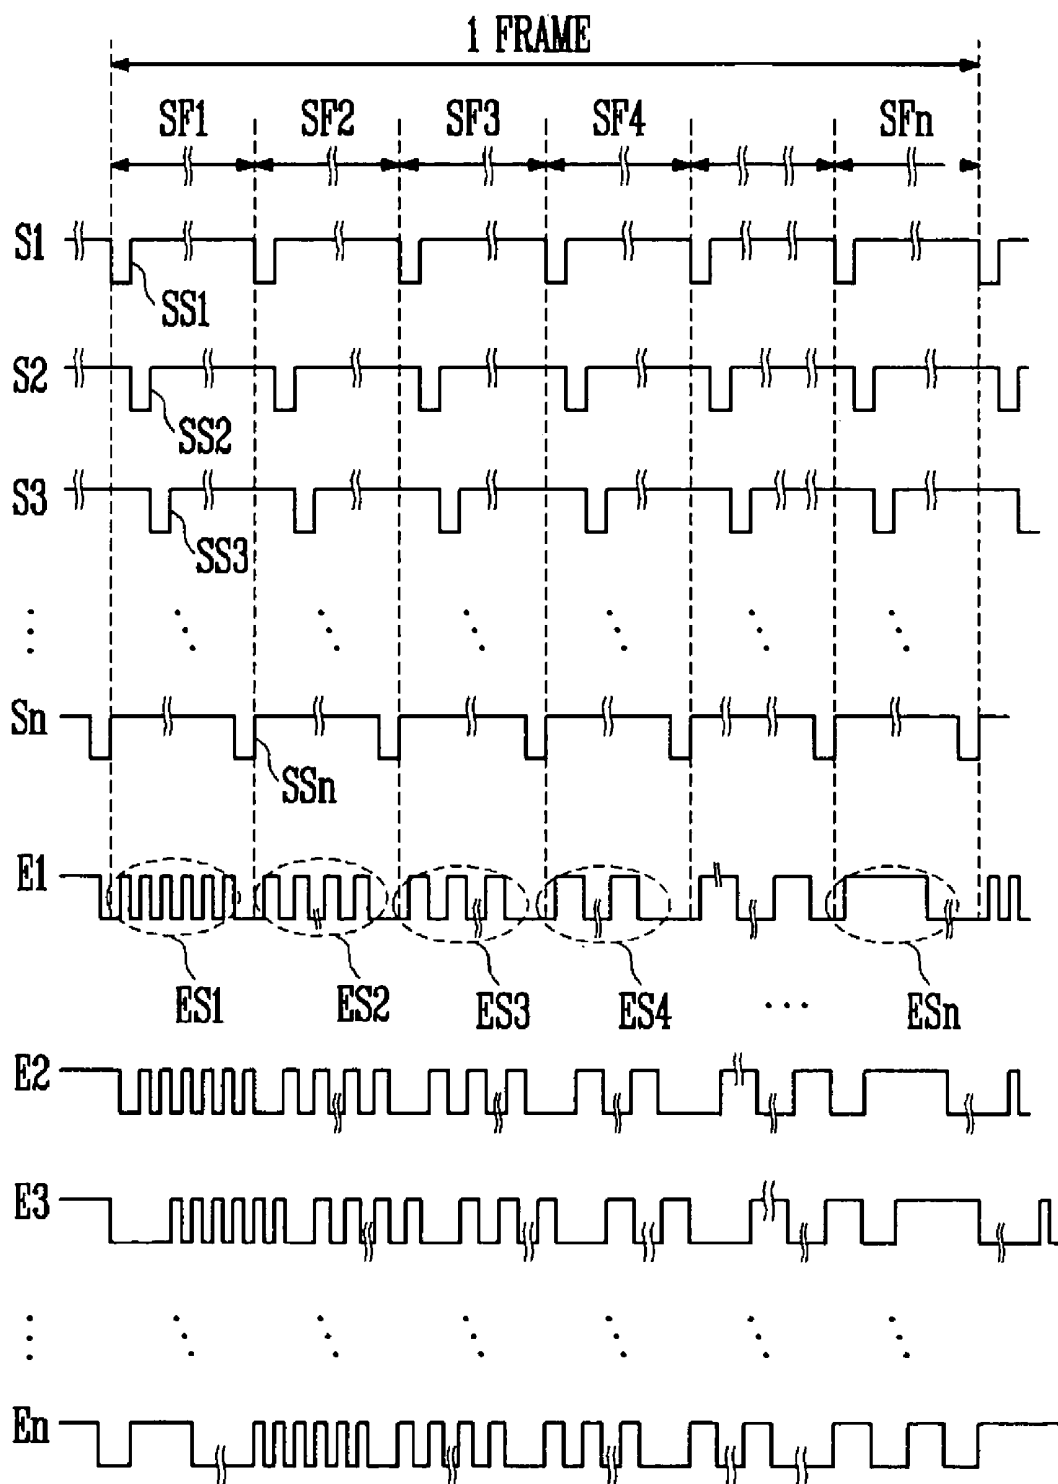 1 FRAME
SF1 SF2 SF3 SF4 SFn
S1
SS1
S2
SS2
S3
SS3
Sn
SSn
E1
ES1 ES2 ES3 ES4 ... ESn
E2
E3
En